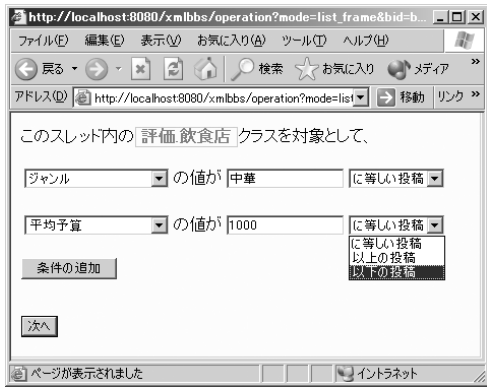 http://localhost:8080/xmlbbs/operation?mode=list_frame&bid=b...
ファイル(F) 編集(E) 表示(V) お気に入り(A) ツール(T) ヘルプ(H)
戻る 検索 お気に入り メディア »
アドレス(D) http://localhost:8080/xmlbbs/operation?mode=list 移動 リンク »
このスレッド内の 評価.飲食店 クラスを対象として、
ジャンル の値が 中華 に等しい投稿
平均予算 の値が 1000 に等しい投稿
に等しい投稿
以上の投稿
以下の投稿
条件の追加
次へ
ページが表示されました イントラネット